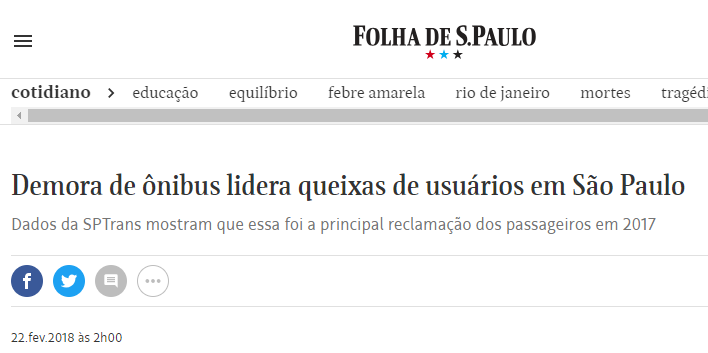 FOLHA DE S.PAULO
cotidiano educação equilíbrio febre amarela rio de janeiro mortes
Demora de ônibus lidera queixas de usuários em São Paulo
Dados da SPTrans mostram que essa foi a principal reclamação dos passageiros em 2017
22.fev.2018 às 2h00